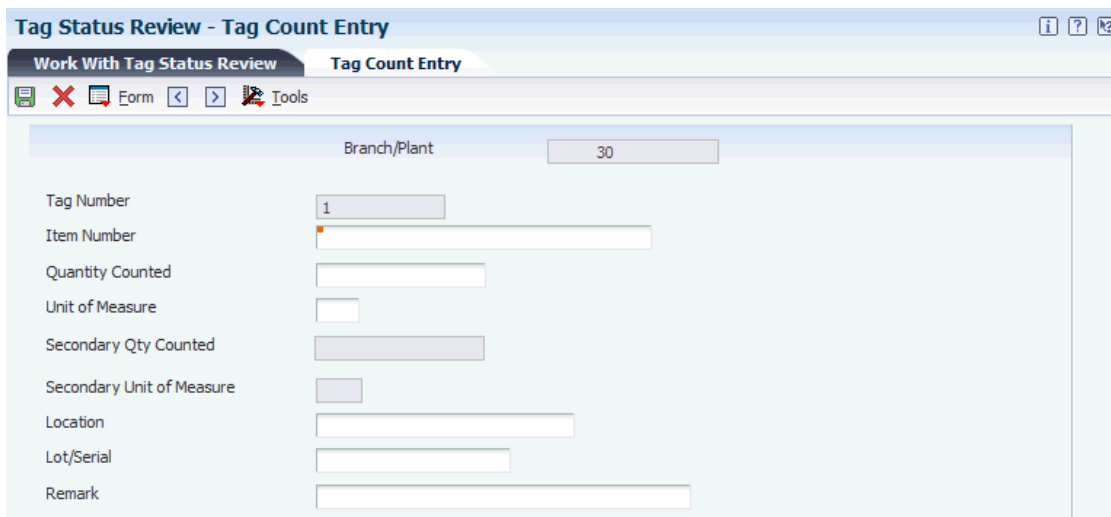 Tag Status Review - Tag Count Entry
Work With Tag Status Review Tag Count Entry
Form Tools
Branch/Plant 30
Tag Number 1
Item Number
Quantity Counted
Unit of Measure
Secondary Qty Counted
Secondary Unit of Measure
Location
Lot/Serial
Remark